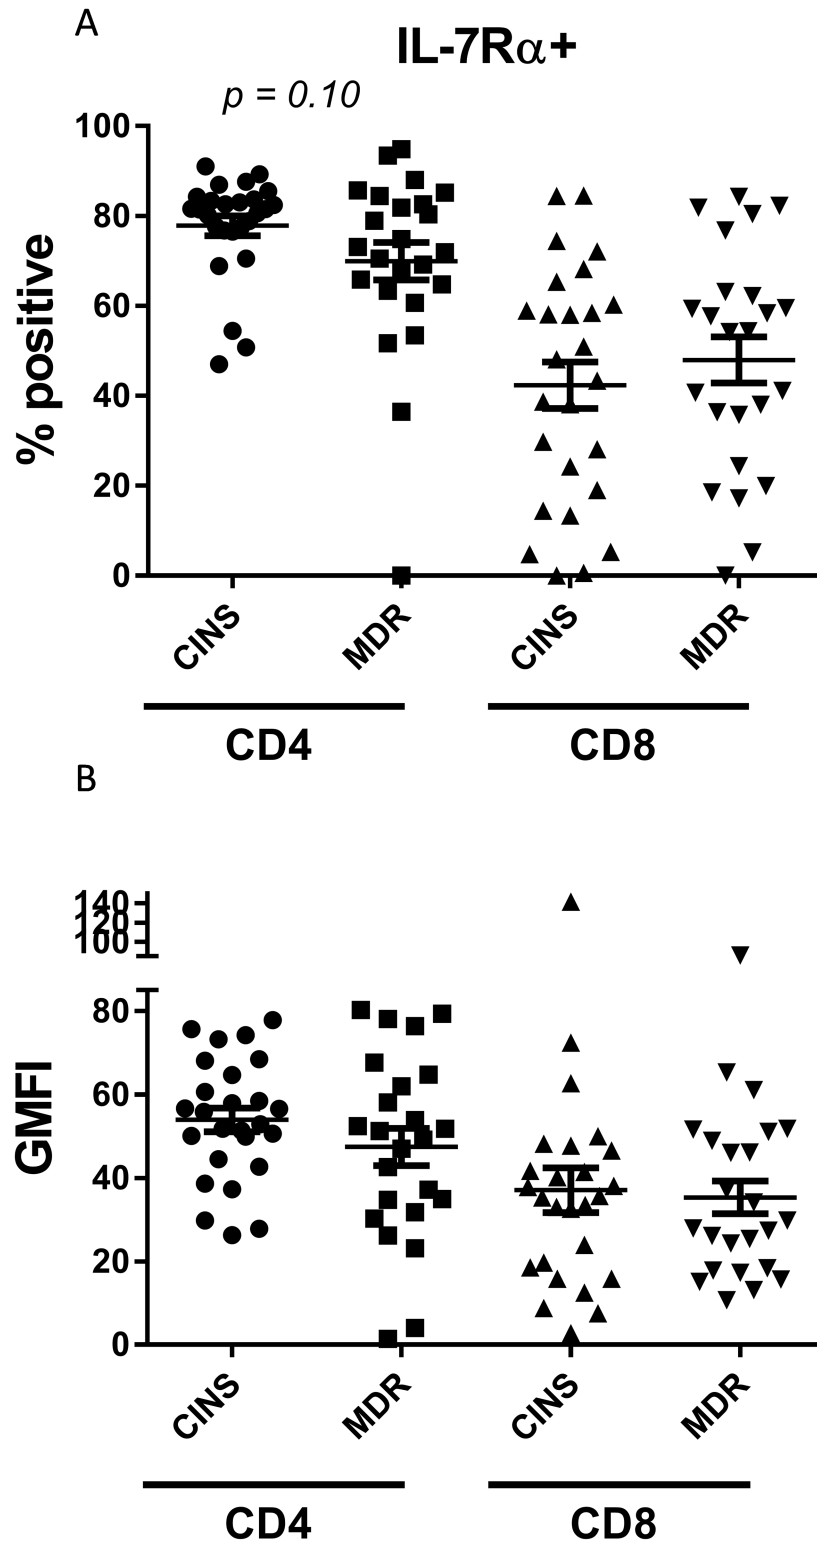 A
IL-7Rα+
p = 0.10
% positive
100
80
60
40
20
0
CINS
MDR
CINS
MDR
CD4
CD8
B
GMFI
140
120
100
80
60
40
20
0
CINS
MDR
CINS
MDR
CD4
CD8